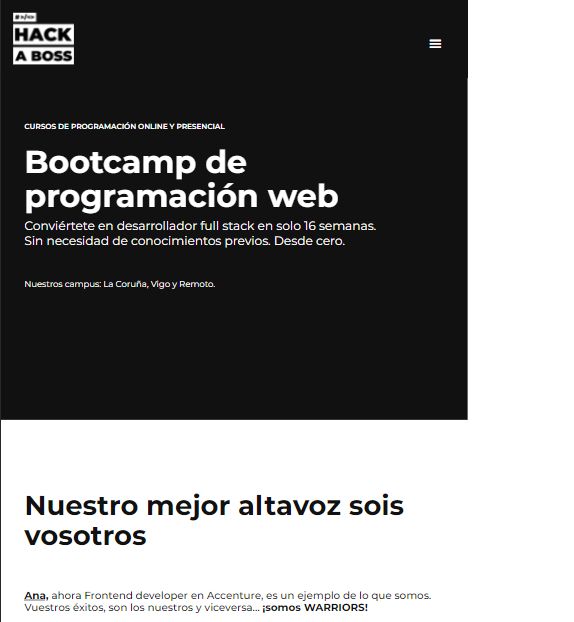 HACK
A BOSS
CURSOS DE PROGRAMACIÓN ONLINE Y PRESENCIAL
Bootcamp de
programación web
Conviértete en desarrollador full stack en solo 16 semanas.
Sin necesidad de conocimientos previos. Desde cero.
Nuestros campus: La Coruña, Vigo y Remoto.
Nuestro mejor altavoz sois
vosotros
Ana, ahora Frontend developer en Accenture, es un ejemplo de lo que somos.
Vuestros éxitos, son los nuestros y viceversa... ¡somos WARRIORS!